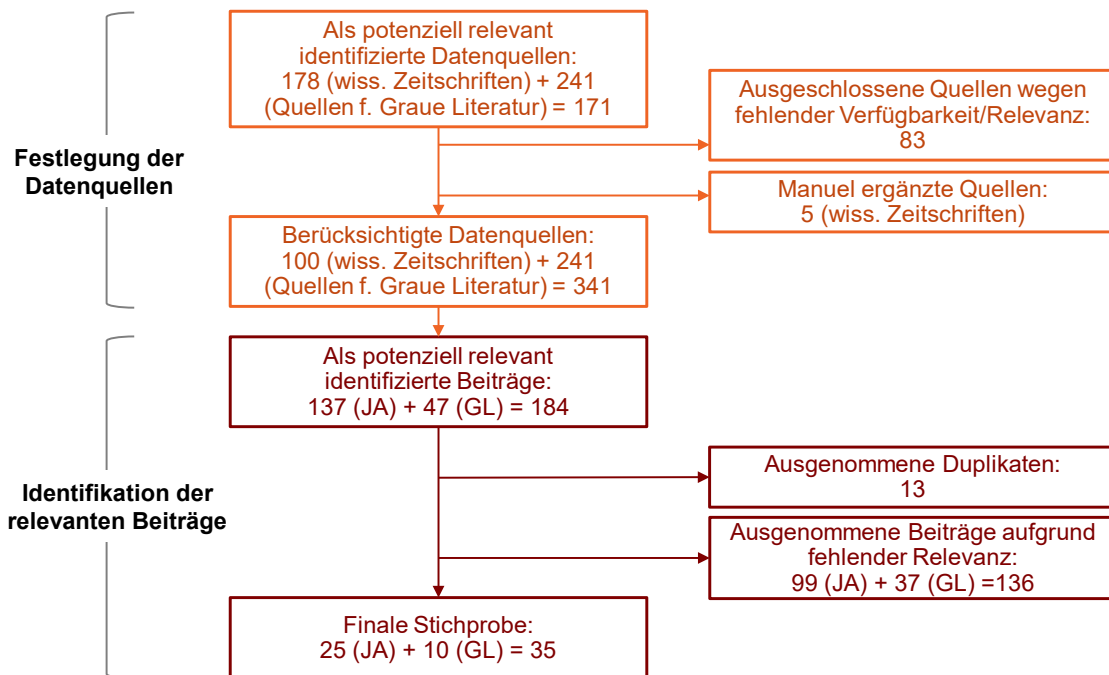 Als potenziell relevant
identifizierte Datenquellen:
178 (wiss. Zeitschriften) + 241
(Quellen f. Graue Literatur) = 171
Ausgeschlossene Quellen wegen
fehlender Verfügbarkeit/Relevanz:
83
Festlegung der
Datenquellen
Manuel ergänzte Quellen:
5 (wiss. Zeitschriften)
Berücksichtigte Datenquellen:
100 (wiss. Zeitschriften) + 241
(Quellen f. Graue Literatur) = 341
Als potenziell relevant
identifizierte Beiträge:
137 (JA) + 47 (GL) = 184
Ausgenommene Duplikaten:
13
Identifikation der
relevanten Beiträge
Ausgenommene Beiträge aufgrund
fehlender Relevanz:
99 (JA) + 37 (GL) =136
Finale Stichprobe:
25 (JA) + 10 (GL) = 35